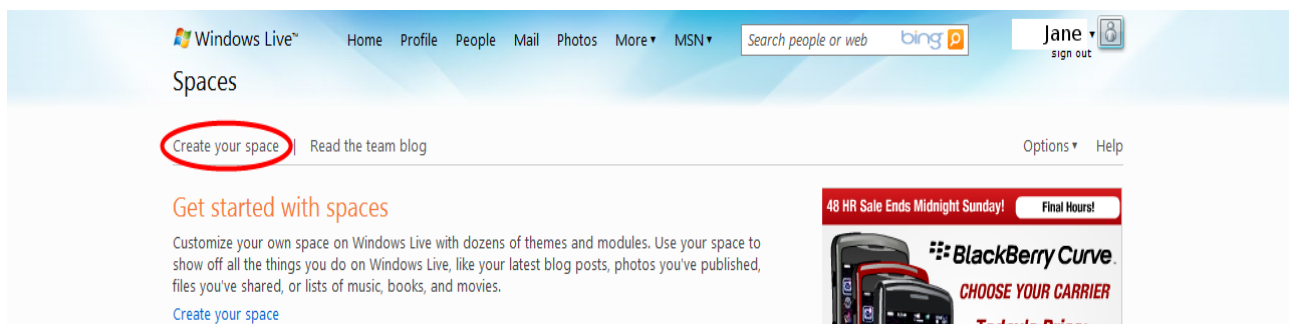 Windows Live™ Home Profile People Mail Photos More ▾ MSN ▾ Search people or web bing Jane ▾
sign out
Spaces
Create your space | Read the team blog Options ▾ Help
Get started with spaces
Customize your own space on Windows Live with dozens of themes and modules. Use your space to
show off all the things you do on Windows Live, like your latest blog posts, photos you've published,
files you've shared, or lists of music, books, and movies.
Create your space
48 HR Sale Ends Midnight Sunday! Final Hours!
BlackBerry Curve.
CHOOSE YOUR CARRIER
Today's Price: